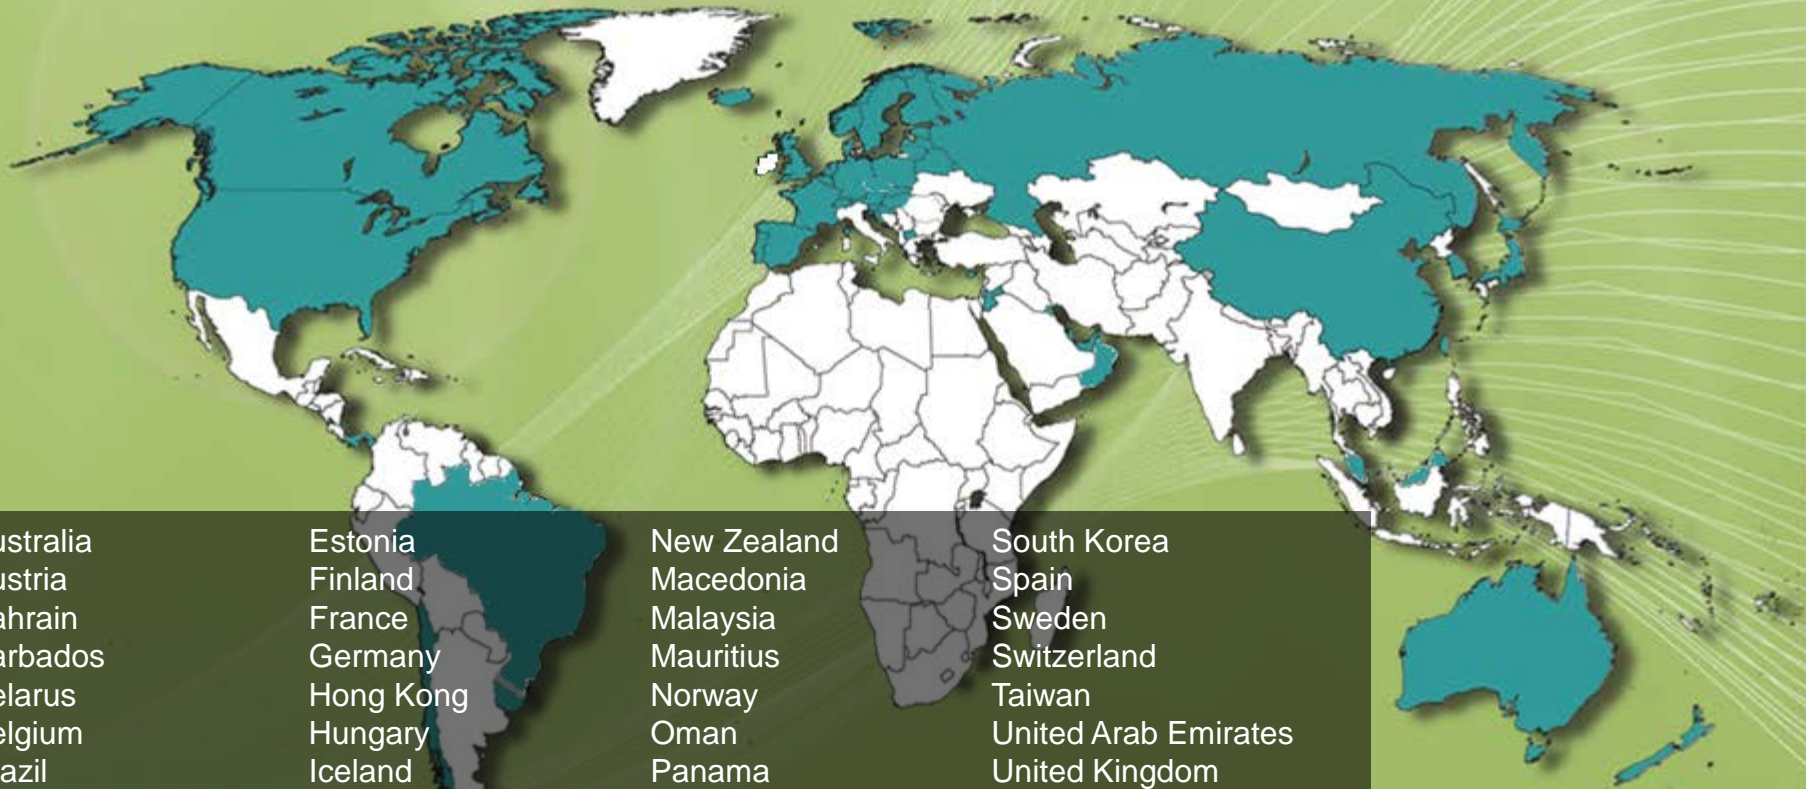 ustralia
ustria
ahrain
arbados
elarus
elgium
azil
Estonia
Finland
France
Germany
Hong Kong
Hungary
Iceland
New Zealand
Macedonia
Malaysia
Mauritius
Norway
Oman
Panama
South Korea
Spain
Sweden
Switzerland
Taiwan
United Arab Emirates
United Kingdom